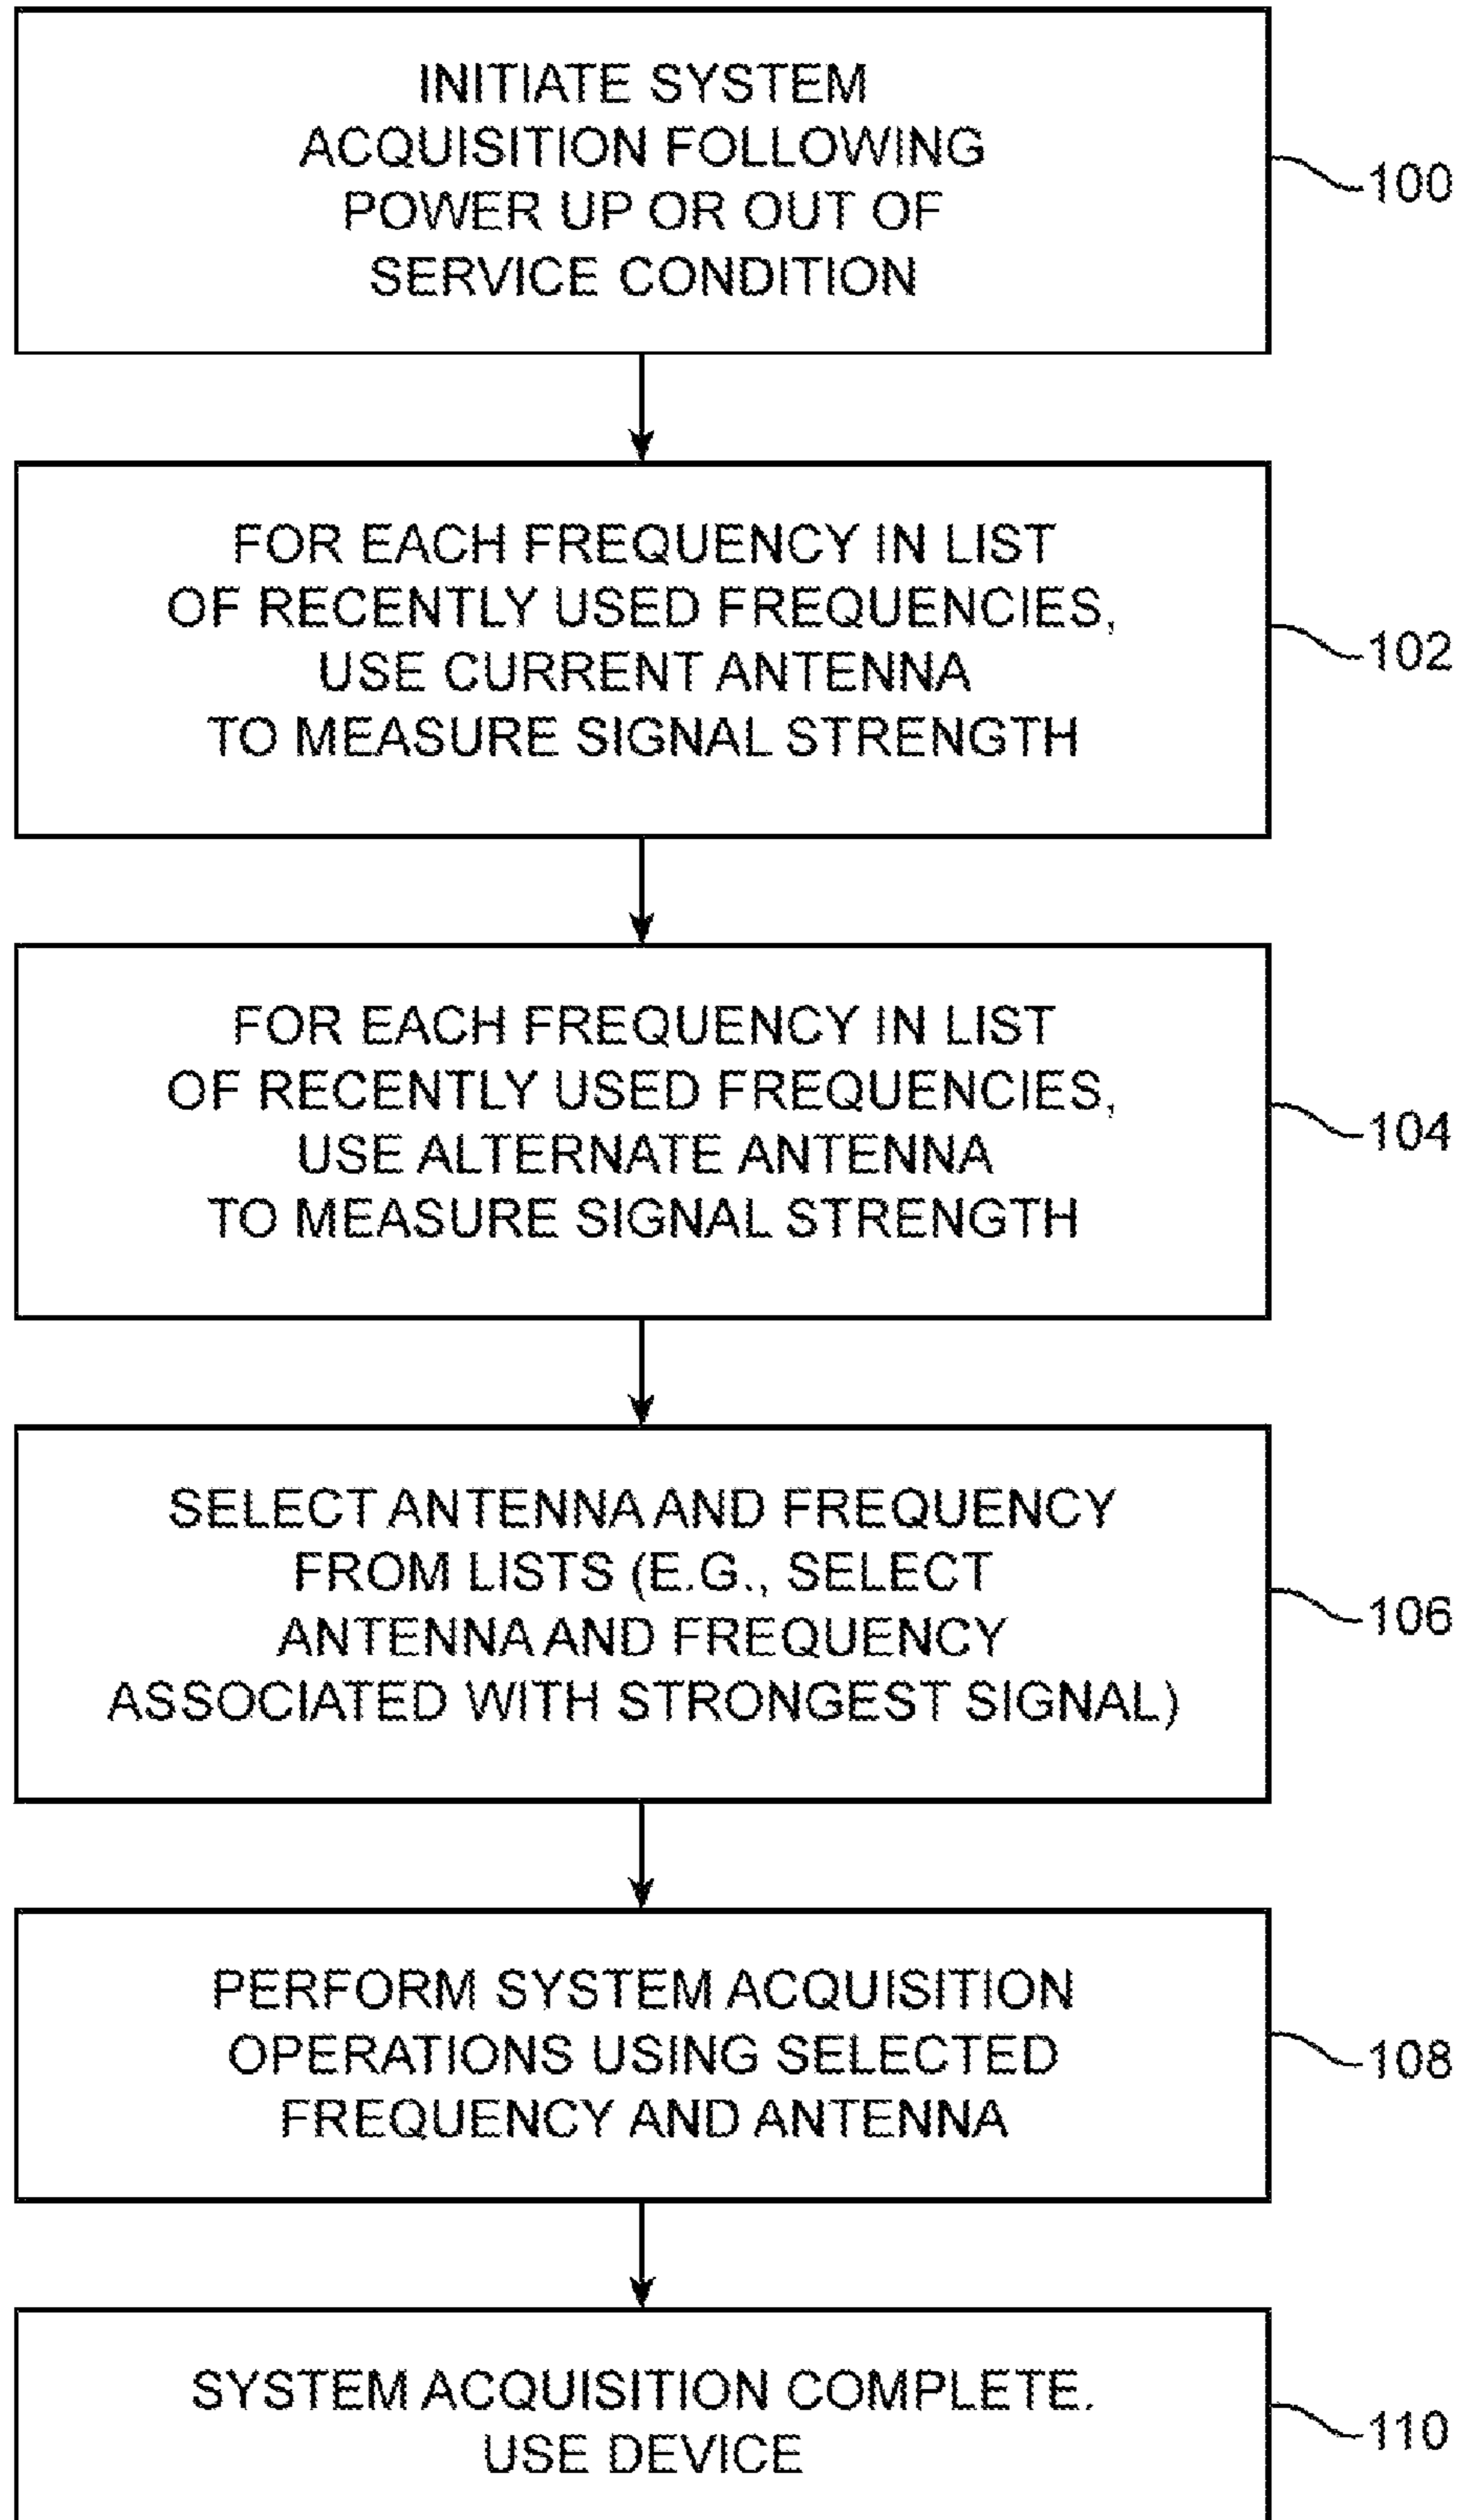 INITIATE SYSTEM
ACQUISITION FOLLOWING
POWER UP OR OUT OF
SERVICE CONDITION
100
FOR EACH FREQUENCY IN LIST
OF RECENTLY USED FREQUENCIES,
USE CURRENT ANTENNA
TO MEASURE SIGNAL STRENGTH
102
FOR EACH FREQUENCY IN LIST
OF RECENTLY USED FREQUENCIES,
USE ALTERNATE ANTENNA
TO MEASURE SIGNAL STRENGTH
104
SELECT ANTENNA AND FREQUENCY
FROM LISTS (E.G., SELECT
ANTENNA AND FREQUENCY
ASSOCIATED WITH STRONGEST SIGNAL)
106
PERFORM SYSTEM ACQUISITION
OPERATIONS USING SELECTED
FREQUENCY AND ANTENNA
108
SYSTEM ACQUISITION COMPLETE.
USE DEVICE
110